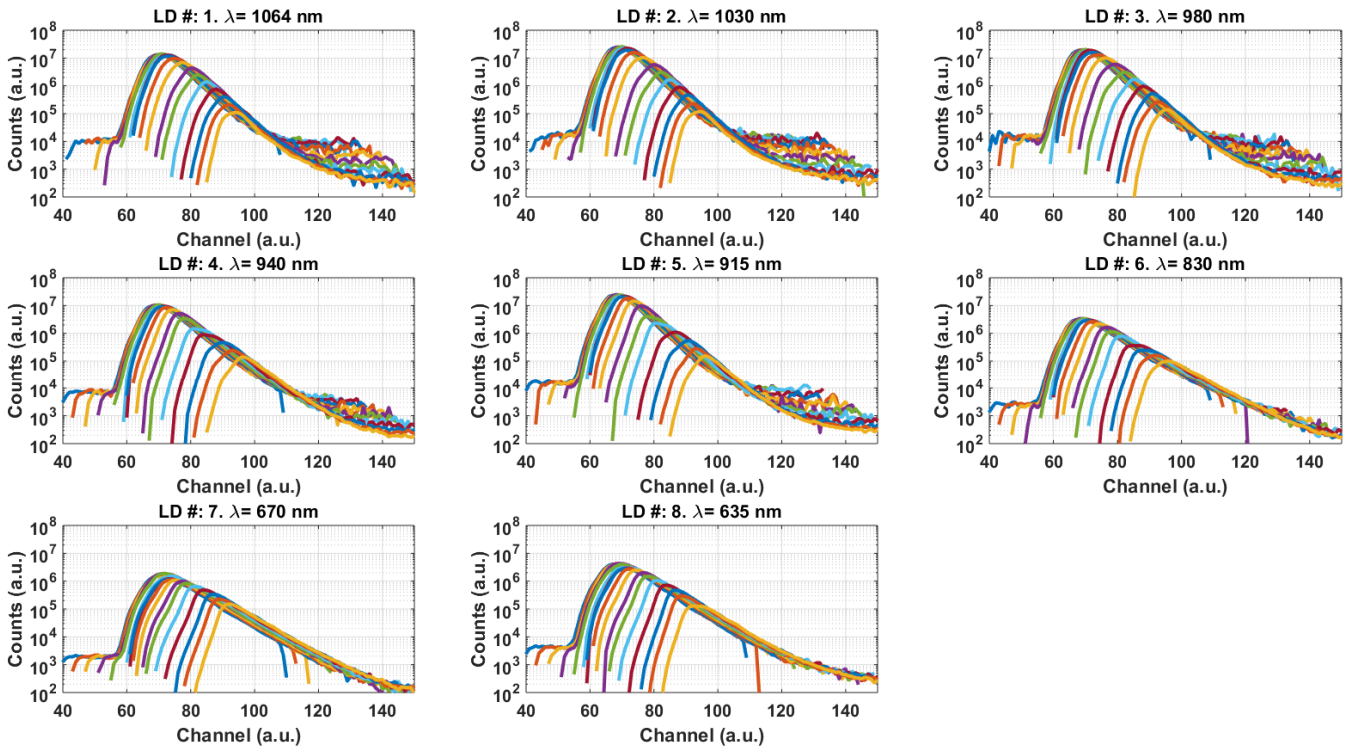 LD #: 1. λ= 1064 nm
Counts (a.u.)
10^8
10^7
10^6
10^5
10^4
10^3
10^2
40 60 80 100 120 140
Channel (a.u.)
LD #: 2. λ= 1030 nm
Counts (a.u.)
10^8
10^7
10^6
10^5
10^4
10^3
10^2
40 60 80 100 120 140
Channel (a.u.)
LD #: 3. λ= 980 nm
Counts (a.u.)
10^8
10^7
10^6
10^5
10^4
10^3
10^2
40 60 80 100 120 140
Channel (a.u.)
LD #: 4. λ= 940 nm
Counts (a.u.)
10^8
10^7
10^6
10^5
10^4
10^3
10^2
40 60 80 100 120 140
Channel (a.u.)
LD #: 5. λ= 915 nm
Counts (a.u.)
10^8
10^7
10^6
10^5
10^4
10^3
10^2
40 60 80 100 120 140
Channel (a.u.)
LD #: 6. λ= 830 nm
Counts (a.u.)
10^8
10^7
10^6
10^5
10^4
10^3
10^2
40 60 80 100 120 140
Channel (a.u.)
LD #: 7. λ= 670 nm
Counts (a.u.)
10^8
10^7
10^6
10^5
10^4
10^3
10^2
40 60 80 100 120 140
Channel (a.u.)
LD #: 8. λ= 635 nm
Counts (a.u.)
10^8
10^7
10^6
10^5
10^4
10^3
10^2
40 60 80 100 120 140
Channel (a.u.)